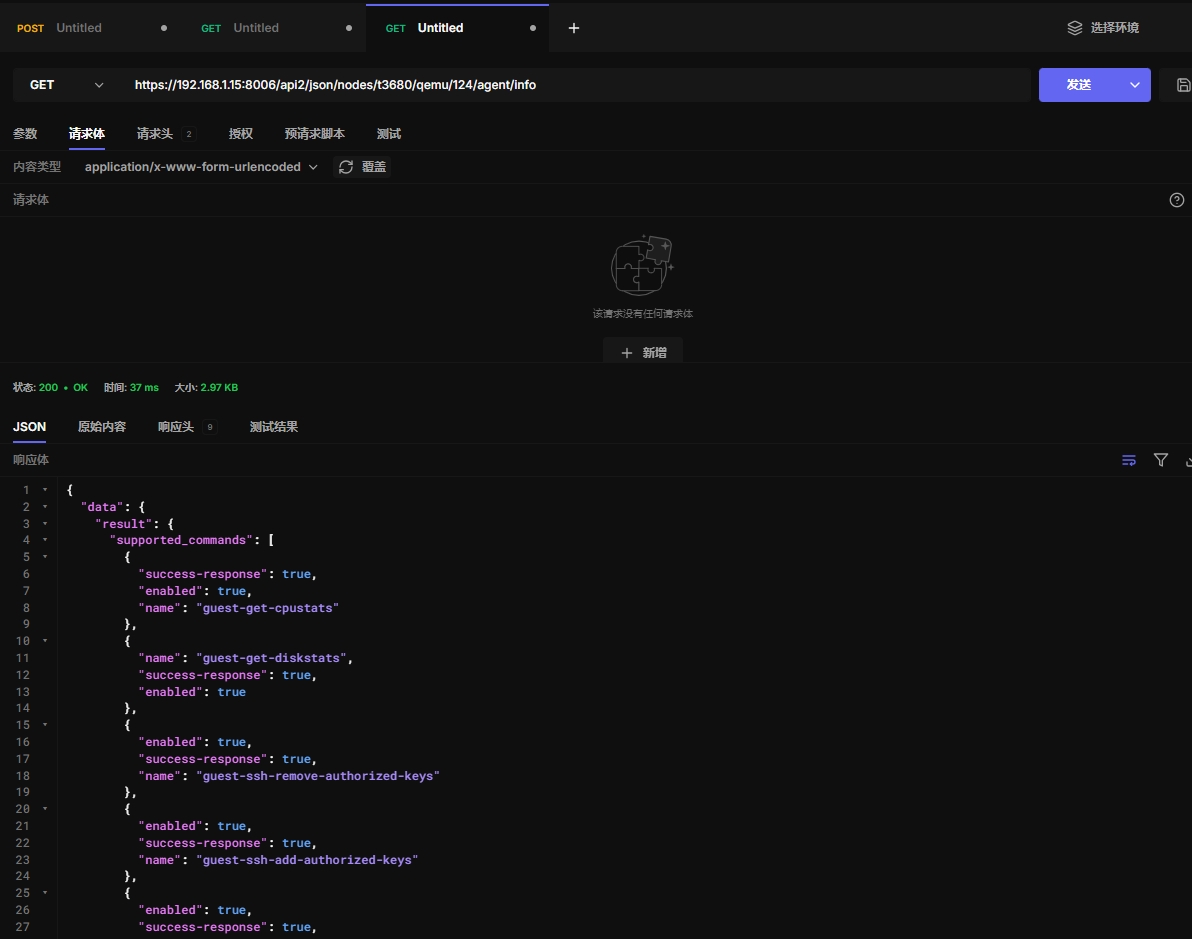 POST Untitled GET Untitled GET Untitled 选择环境
GET https://192.168.1.15:8006/api2/json/nodes/t3680/qemu/124/agent/info 发送
参数 请求体 请求头 2 授权 预请求脚本 测试
内容类型 application/x-www-form-urlencoded 覆盖
请求体
该请求没有任何请求体
新增
状态: 200 • OK 时间: 37 ms 大小: 2.97 KB
JSON 原始内容 响应头 9 测试结果
响应体
1 {
2 "data": {
3 "result": {
4 "supported_commands": [
5 {
6 "success-response": true,
7 "enabled": true,
8 "name": "guest-get-cpustats"
9 },
10 {
11 "name": "guest-get-diskstats",
12 "success-response": true,
13 "enabled": true
14 },
15 {
16 "enabled": true,
17 "success-response": true,
18 "name": "guest-ssh-remove-authorized-keys"
19 },
20 {
21 "enabled": true,
22 "success-response": true,
23 "name": "guest-ssh-add-authorized-keys"
24 },
25 {
26 "enabled": true,
27 "success-response": true,